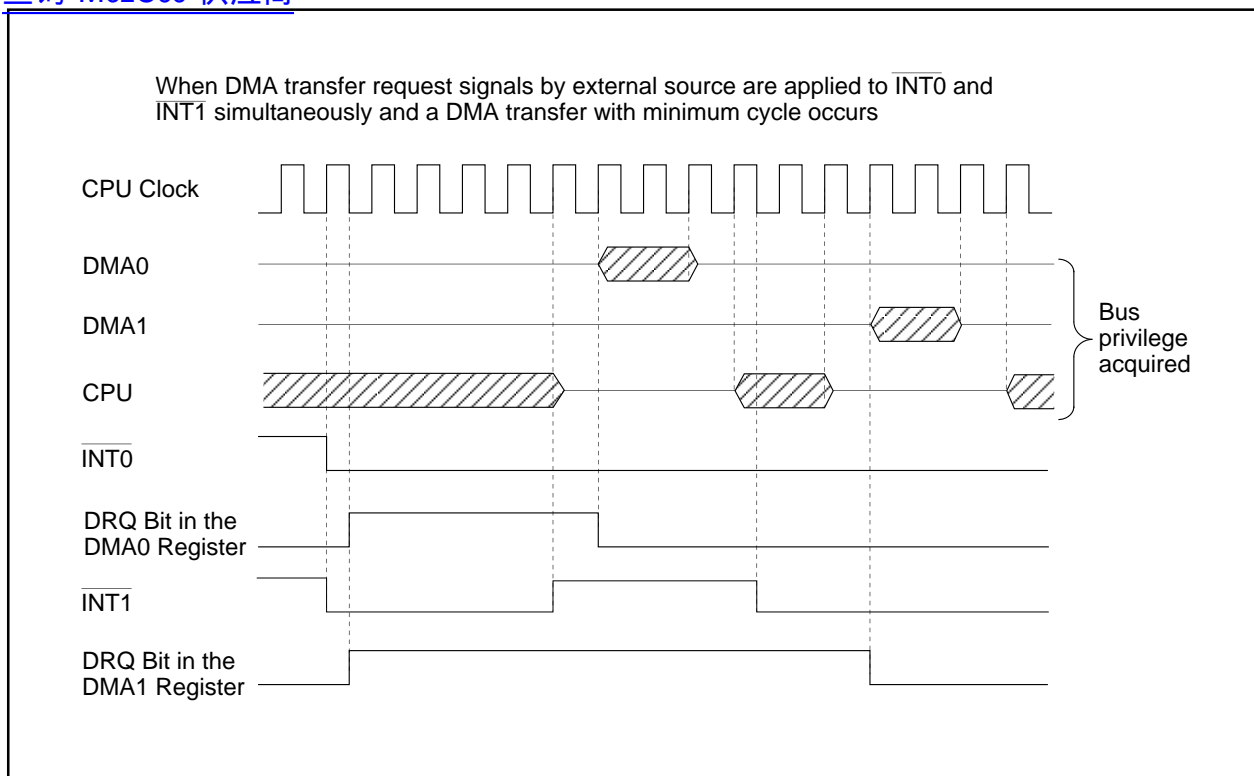 When DMA transfer request signals by external source are applied to INT0 and
INT1 simultaneously and a DMA transfer with minimum cycle occurs
CPU Clock
DMA0
DMA1
CPU
Bus
privilege
acquired
INT0
DRQ Bit in the
DMA0 Register
INT1
DRQ Bit in the
DMA1 Register